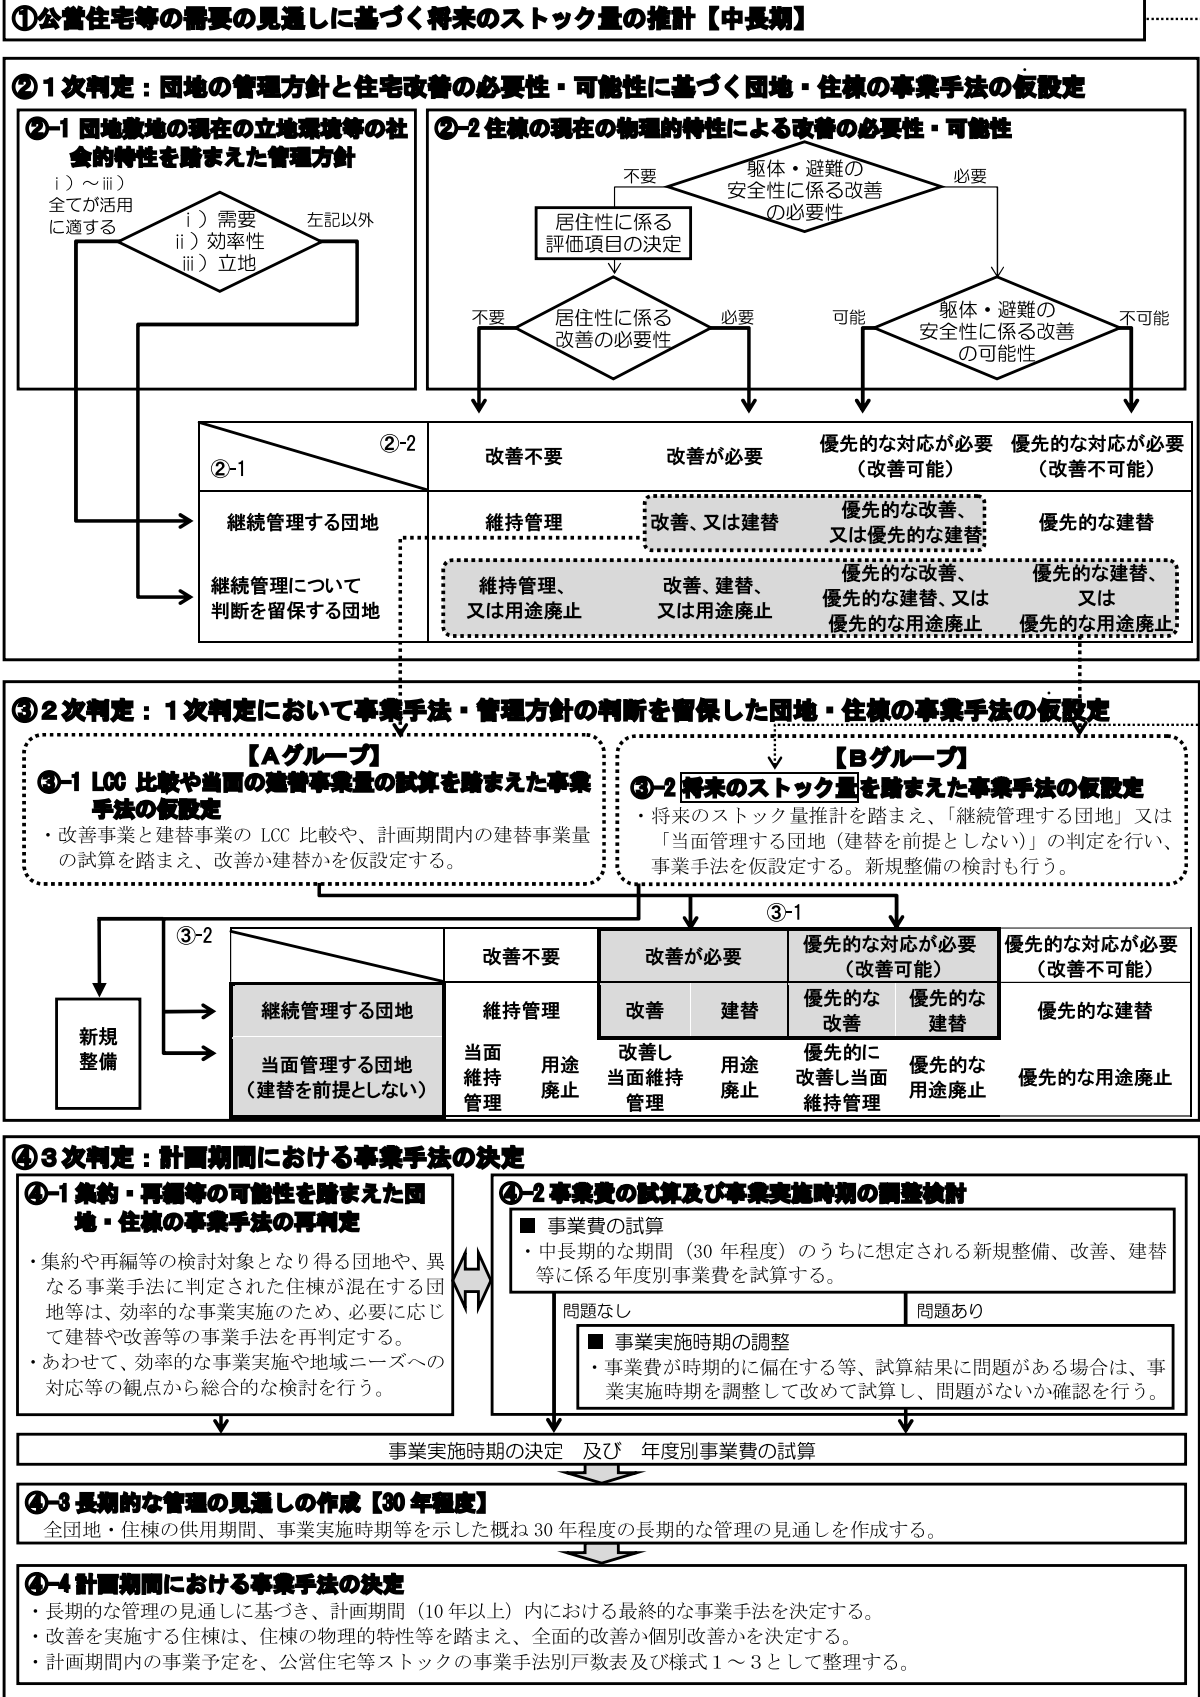 ①公営住宅等の需要の見通しに基づく将来のストック量の推計【中長期】
②１次判定：団地の管理方針と住宅改善の必要性・可能性に基づく団地・住棟の事業手法の仮設定
②-1 団地敷地の現在の立地環境等の社
会的特性を踏まえた管理方針
ⅰ）～ⅲ）
全てが活用
に適する
ⅰ）需要
ⅱ）効率性
ⅲ）立地
左記以外
②-2 住棟の現在の物理的特性による改善の必要性・可能性
不要
躯体・避難の
安全性に係る改善
の必要性
必要
居住性に係る
評価項目の決定
不要
居住性に係る
改善の必要性
必要
可能
躯体・避難の
安全性に係る改善
の可能性
不可能
②-2
②-1
改善不要
改善が必要
優先的な対応が必要
（改善可能）
優先的な対応が必要
（改善不可能）
継続管理する団地
維持管理
改善、又は建替
優先的な改善、
又は優先的な建替
優先的な建替
継続管理について
判断を留保する団地
維持管理、
又は用途廃止
改善、建替、
又は用途廃止
優先的な改善、
優先的な建替、又は
優先的な用途廃止
優先的な建替、
又は
優先的な用途廃止
③２次判定：１次判定において事業手法・管理方針の判断を留保した団地・住棟の事業手法の仮設定
【Aグループ】
③-1 LCC 比較や当面の建替事業量の試算を踏まえた事業
手法の仮設定
・改善事業と建替事業の LCC 比較や、計画期間内の建替事業量
の試算を踏まえ、改善か建替かを仮設定する。
【Bグループ】
③-2 将来のストック量を踏まえた事業手法の仮設定
・将来のストック量推計を踏まえ、「継続管理する団地」又は
「当面管理する団地（建替を前提としない）」の判定を行い、
事業手法を仮設定する。新規整備の検討も行う。
③-1
③-2
改善不要
改善が必要
優先的な対応が必要
（改善可能）
優先的な対応が必要
（改善不可能）
新規
整備
継続管理する団地
維持管理
改善
建替
優先的な
改善
優先的な
建替
優先的な建替
当面管理する団地
（建替を前提としない）
当面
維持
管理
用途
廃止
改善し
当面維持
管理
用途
廃止
優先的に
改善し当面
維持管理
優先的な
用途廃止
優先的な用途廃止
④３次判定：計画期間における事業手法の決定
④-1 集約・再編等の可能性を踏まえた団
地・住棟の事業手法の再判定
・集約や再編等の検討対象となり得る団地や、異
なる事業手法に判定された住棟が混在する団
地等は、効率的な事業実施のため、必要に応じ
て建替や改善等の事業手法を再判定する。
・あわせて、効率的な事業実施や地域ニーズへの
対応等の観点から総合的な検討を行う。
④-2 事業費の試算及び事業実施時期の調整検討
■ 事業費の試算
・中長期的な期間（30 年程度）のうちに想定される新規整備、改善、建替
等に係る年度別事業費を試算する。
問題なし
問題あり
■ 事業実施時期の調整
・事業費が時期的に偏在する等、試算結果に問題がある場合は、事
業実施時期を調整して改めて試算し、問題がないか確認を行う。
事業実施時期の決定　及び　年度別事業費の試算
④-3 長期的な管理の見通しの作成【30 年程度】
全団地・住棟の供用期間、事業実施時期等を示した概ね 30 年程度の長期的な管理の見通しを作成する。
④-4 計画期間における事業手法の決定
・長期的な管理の見通しに基づき、計画期間（10 年以上）内における最終的な事業手法を決定する。
・改善を実施する住棟は、住棟の物理的特性等を踏まえ、全面的改善か個別改善かを決定する。
・計画期間内の事業予定を、公営住宅等ストックの事業手法別戸数表及び様式１～３として整理する。